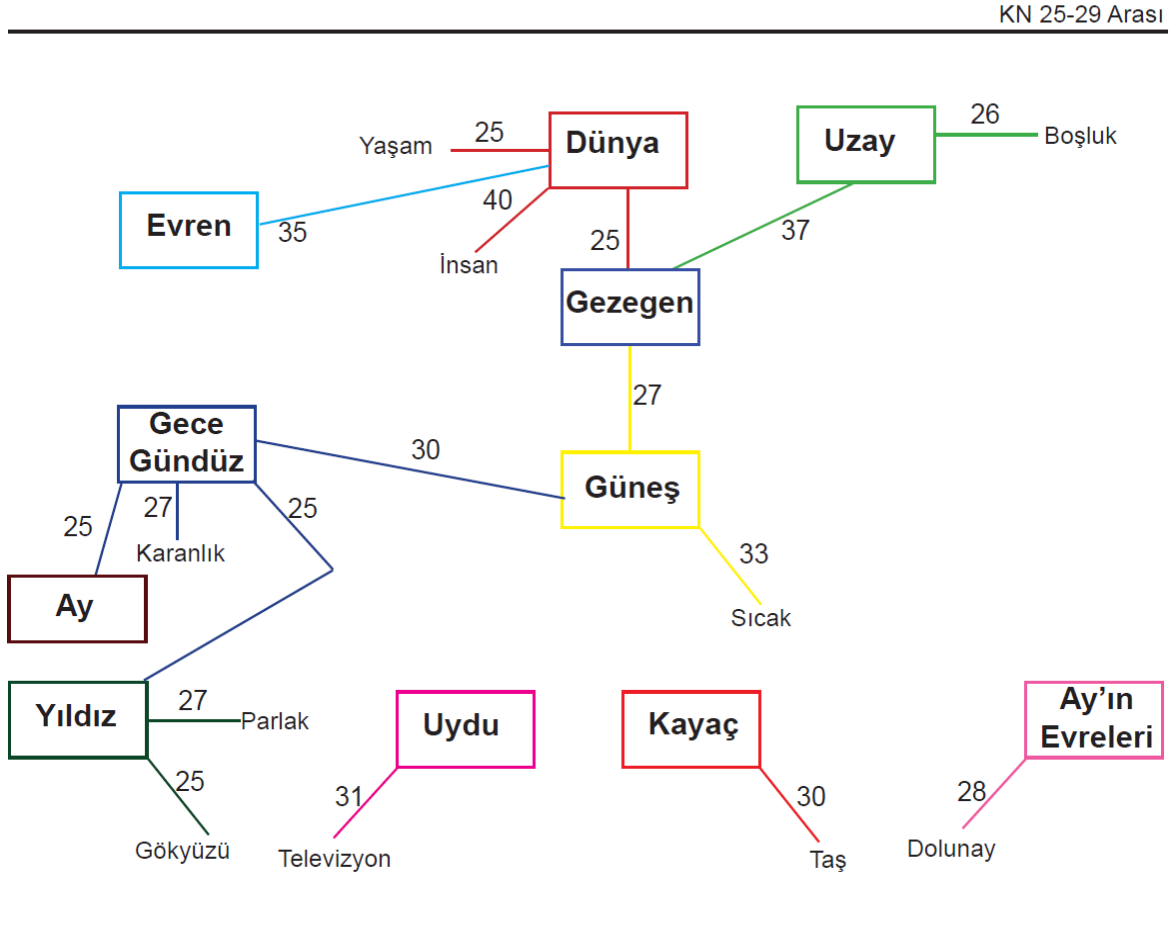 KN 25-29 Arası
Dünya
Uzay
26
Boşluk
Yaşam
25
Evren
35
40
İnsan
25
37
Gezegen
27
Gece
Gündüz
30
Güneş
25
27
25
Karanlık
33
Sıcak
Ay
Yıldız
27
Parlak
25
Gökyüzü
Uydu
31
Televizyon
Kayaç
30
Taş
Ay’ın
Evreleri
28
Dolunay